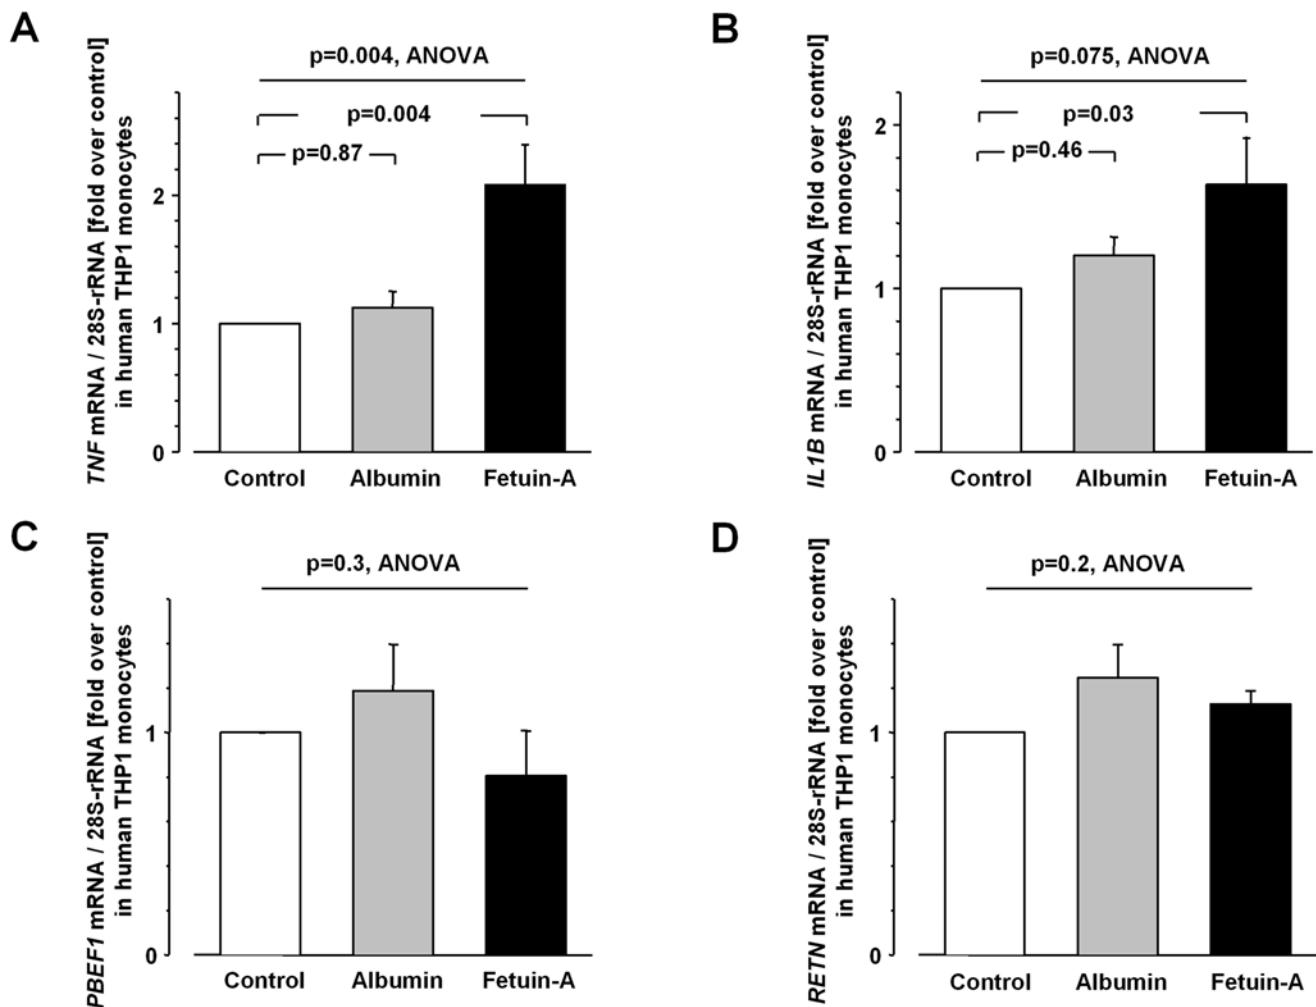 A
TNF mRNA / 28S-rRNA [fold over control]
in human THP1 monocytes
p=0.004, ANOVA
p=0.004
p=0.87
2
1
0
Control Albumin Fetuin-A
B
IL1B mRNA / 28S-rRNA [fold over control]
in human THP1 monocytes
p=0.075, ANOVA
p=0.03
p=0.46
2
1
0
Control Albumin Fetuin-A
C
PBEF1 mRNA / 28S-rRNA [fold over control]
in human THP1 monocytes
p=0.3, ANOVA
1
0
Control Albumin Fetuin-A
D
RETN mRNA / 28S-rRNA [fold over control]
in human THP1 monocytes
p=0.2, ANOVA
1
0
Control Albumin Fetuin-A